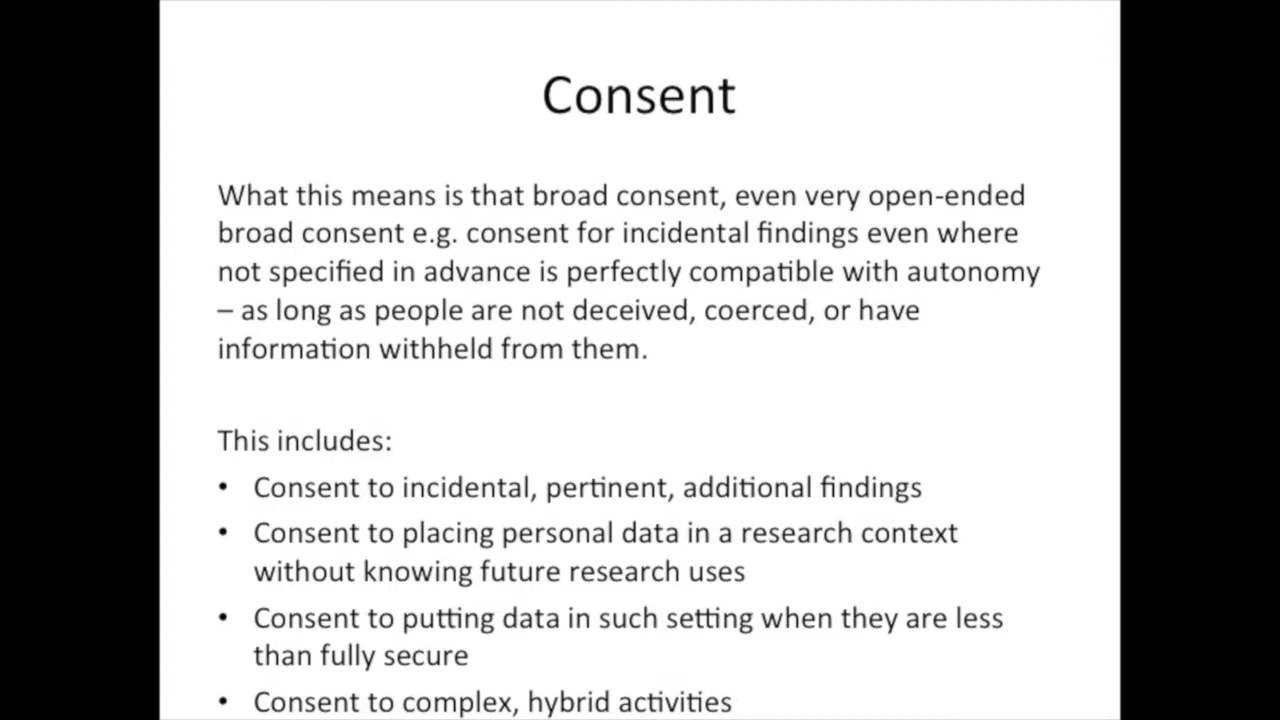 Consent
What this means is that broad consent, even very open-ended
broad consent e.g. consent for incidental findings even where
not specified in advance is perfectly compatible with autonomy
– as long as people are not deceived, coerced, or have
information withheld from them.
This includes:
• Consent to incidental, pertinent, additional findings
• Consent to placing personal data in a research context
without knowing future research uses
• Consent to putting data in such setting when they are less
than fully secure
• Consent to complex, hybrid activities